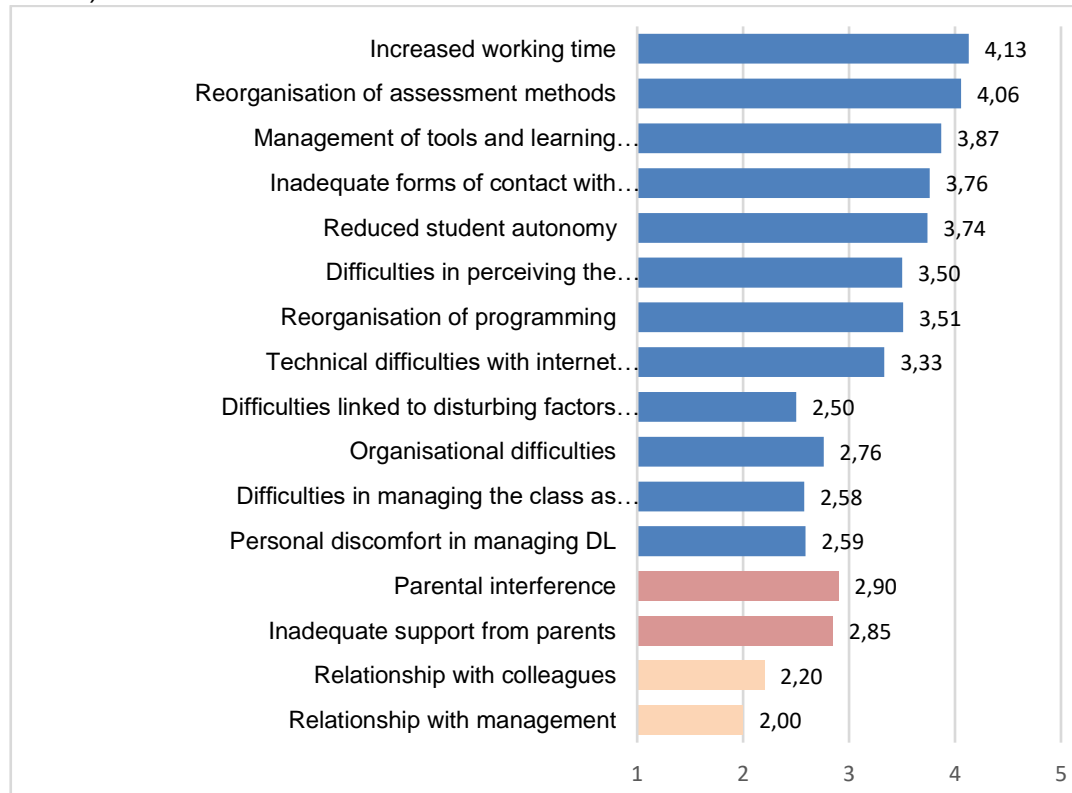 Increased working time 4,13
Reorganisation of assessment methods 4,06
Management of tools and learning… 3,87
Inadequate forms of contact with… 3,76
Reduced student autonomy 3,74
Difficulties in perceiving the… 3,50
Reorganisation of programming 3,51
Technical difficulties with internet… 3,33
Difficulties linked to disturbing factors… 2,50
Organisational difficulties 2,76
Difficulties in managing the class as… 2,58
Personal discomfort in managing DL 2,59
Parental interference 2,90
Inadequate support from parents 2,85
Relationship with colleagues 2,20
Relationship with management 2,00
1 2 3 4 5